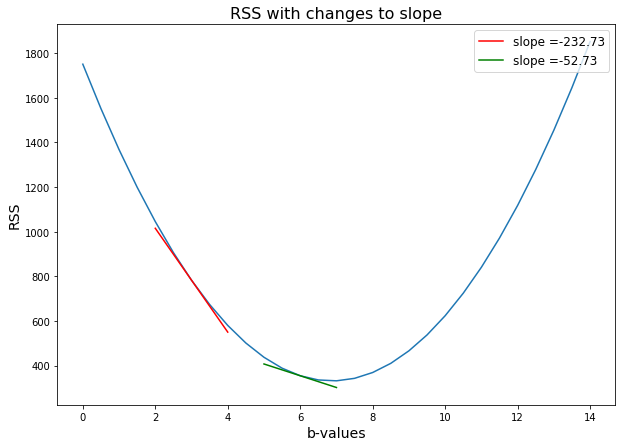 RSS with changes to slope
slope =-232.73
slope =-52.73
RSS
1800
1600
1400
1200
1000
800
600
400
0 2 4 6 8 10 12 14
b-values